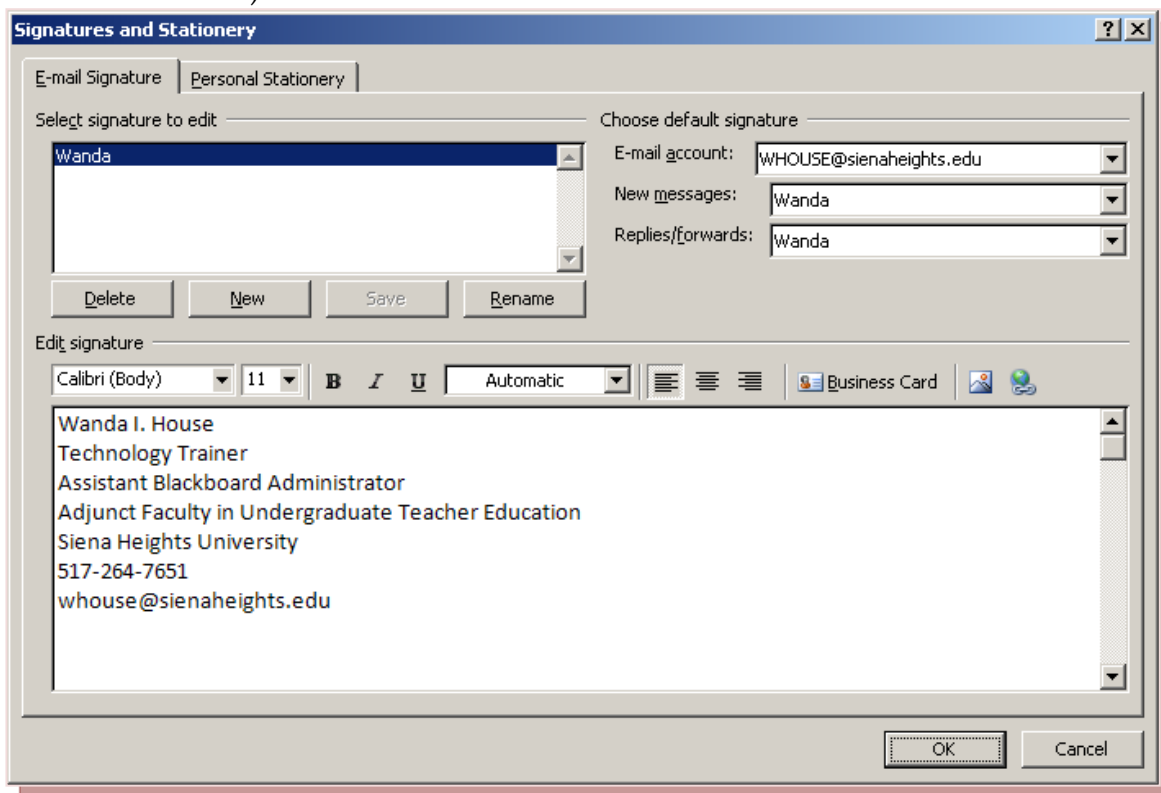 )
Signatures and Stationery
E-mail Signature
Personal Stationery
Select signature to edit
Wanda
Delete
New
Save
Rename
Choose default signature
E-mail account: WHOUSE@sienaheights.edu
New messages: Wanda
Replies/forwards: Wanda
Edit signature
Calibri (Body) 11 B I U Automatic Business Card
Wanda I. House
Technology Trainer
Assistant Blackboard Administrator
Adjunct Faculty in Undergraduate Teacher Education
Siena Heights University
517-264-7651
whouse@sienaheights.edu
OK
Cancel